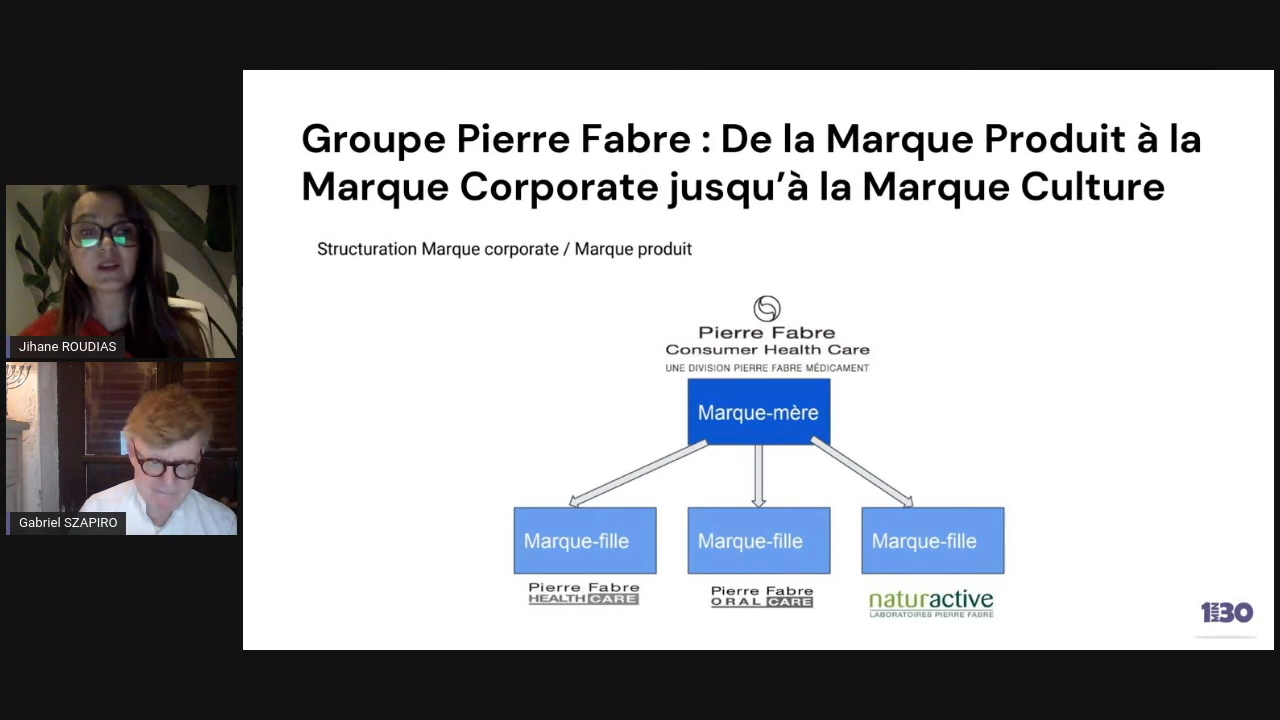 Groupe Pierre Fabre : De la Marque Produit à la
Marque Corporate jusqu'à la Marque Culture
Structuration Marque corporate / Marque produit
Pierre Fabre
Consumer Health Care
UNE DIVISION PIERRE FABRE MÉDICAMENT
Marque-mère
Marque-fille
Marque-fille
Marque-fille
Pierre Fabre
HEALTH CARE
Pierre Fabre
ORAL CARE
naturactive
LABORATOIRES PIERRE FABRE
1MIN30
Jihane ROUDIAS
Gabriel SZAPIRO